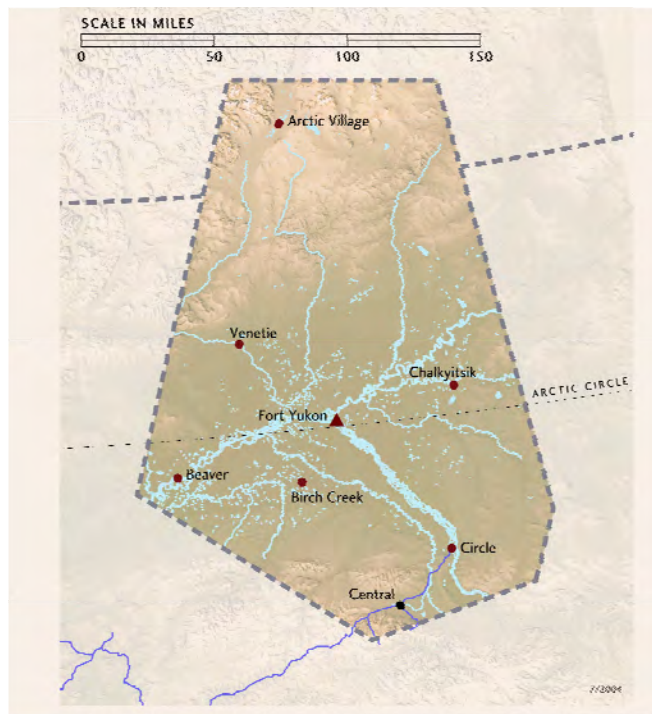 SCALE IN MILES
0 50 100 150
Arctic Village
Venetie
Chalkyitsik
ARCTIC CIRCLE
Fort Yukon
Beaver
Birch Creek
Circle
Central
7/2004